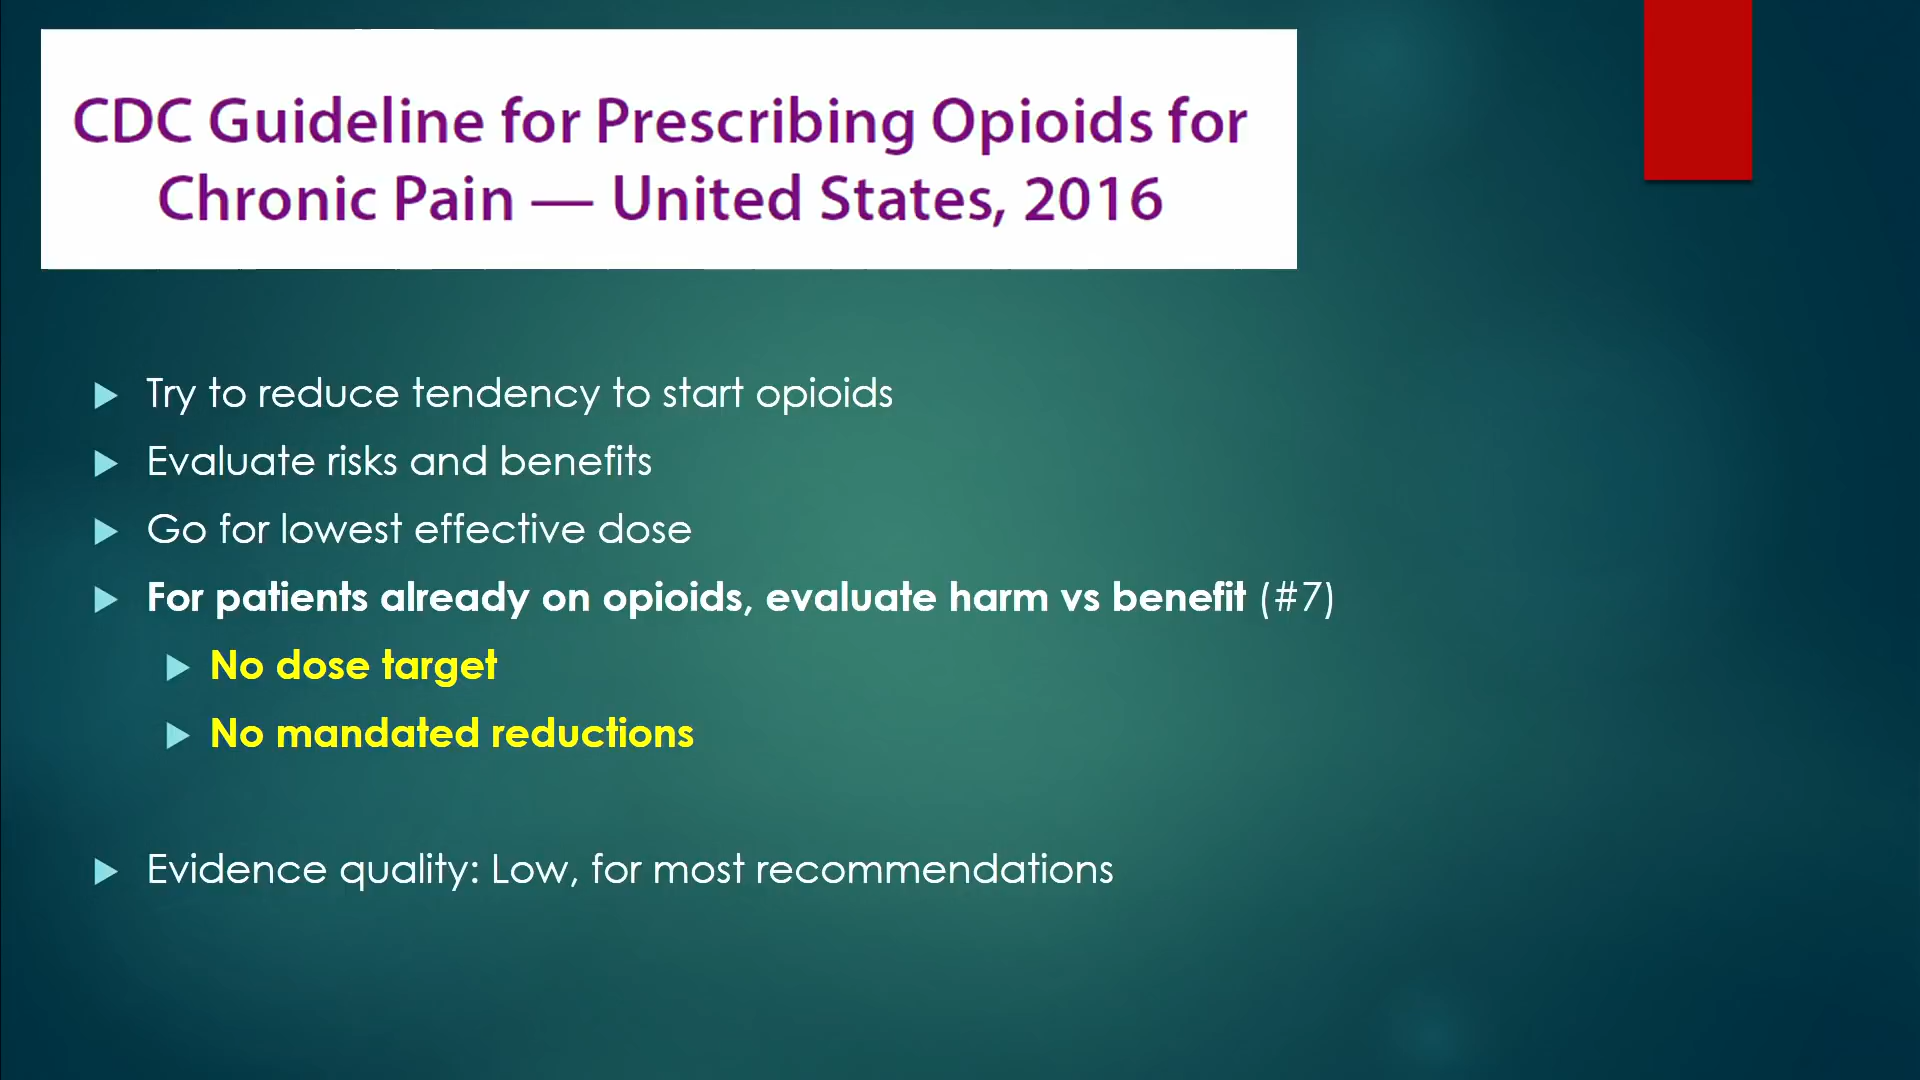 CDC Guideline for Prescribing Opioids for
Chronic Pain — United States, 2016
Try to reduce tendency to start opioids
Evaluate risks and benefits
Go for lowest effective dose
For patients already on opioids, evaluate harm vs benefit (#7)
No dose target
No mandated reductions
Evidence quality: Low, for most recommendations